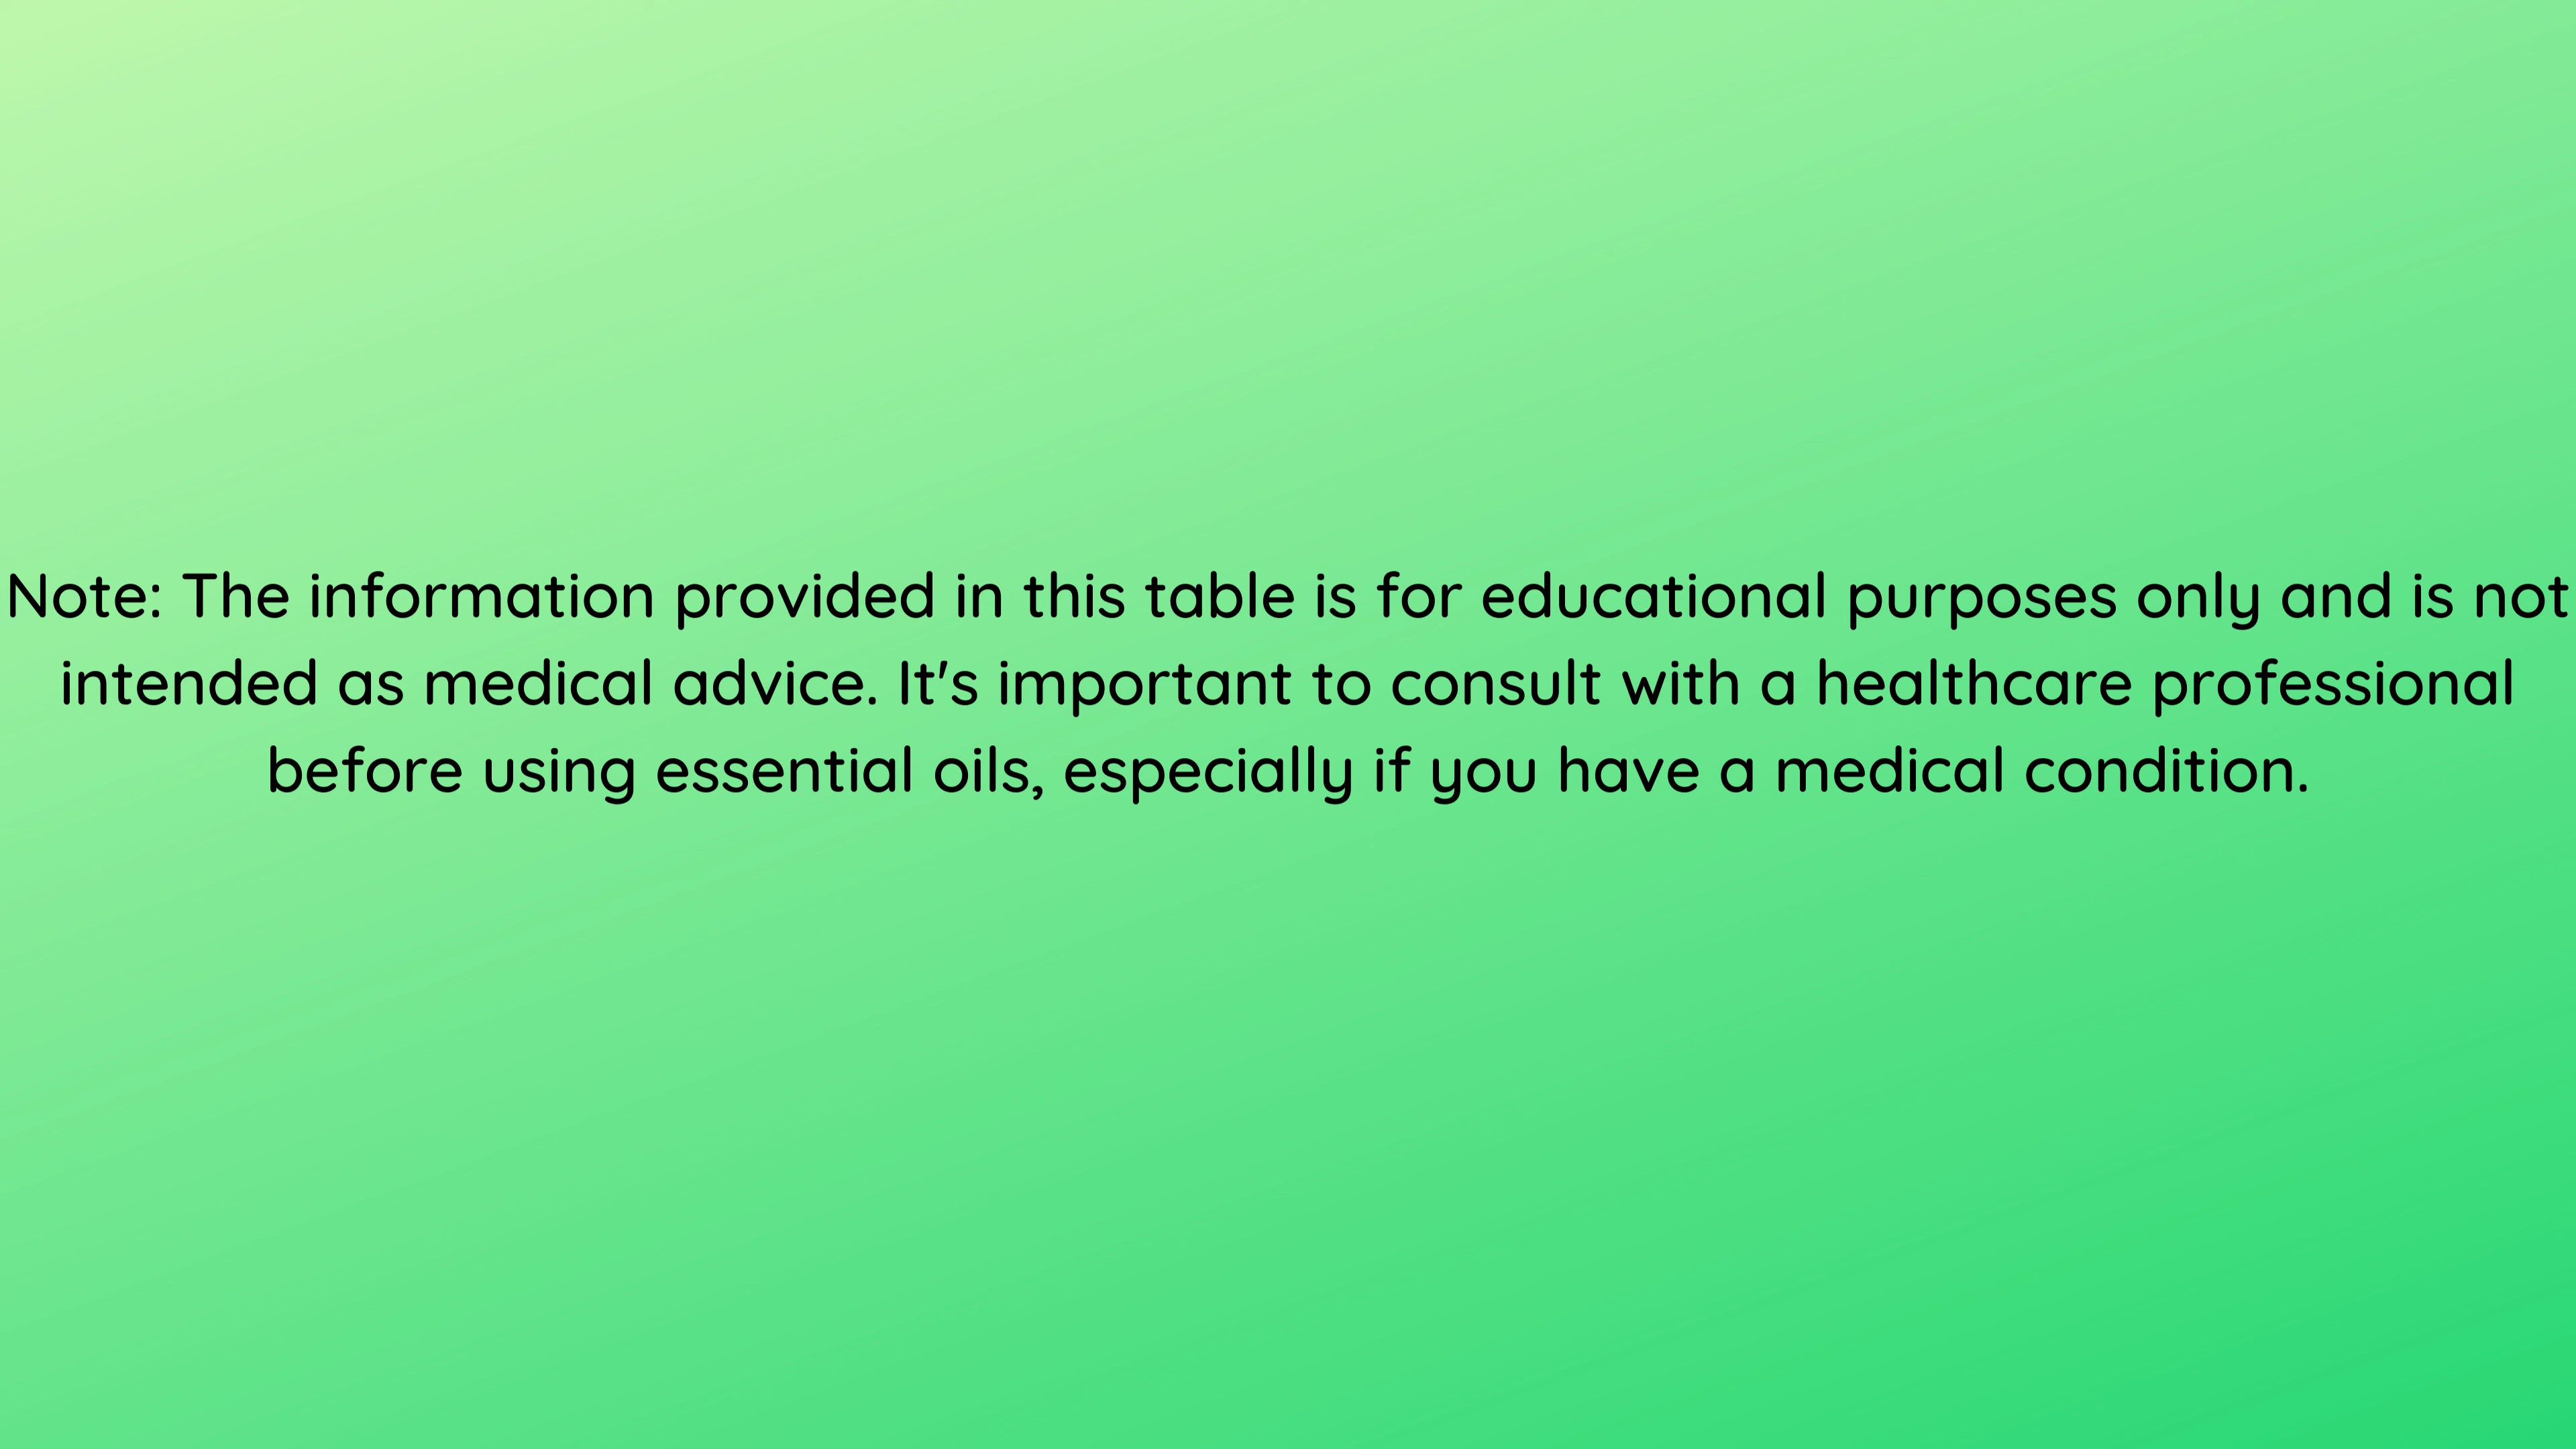 Note: The information provided in this table is for educational purposes only and is not
intended as medical advice. It's important to consult with a healthcare professional
before using essential oils, especially if you have a medical condition.